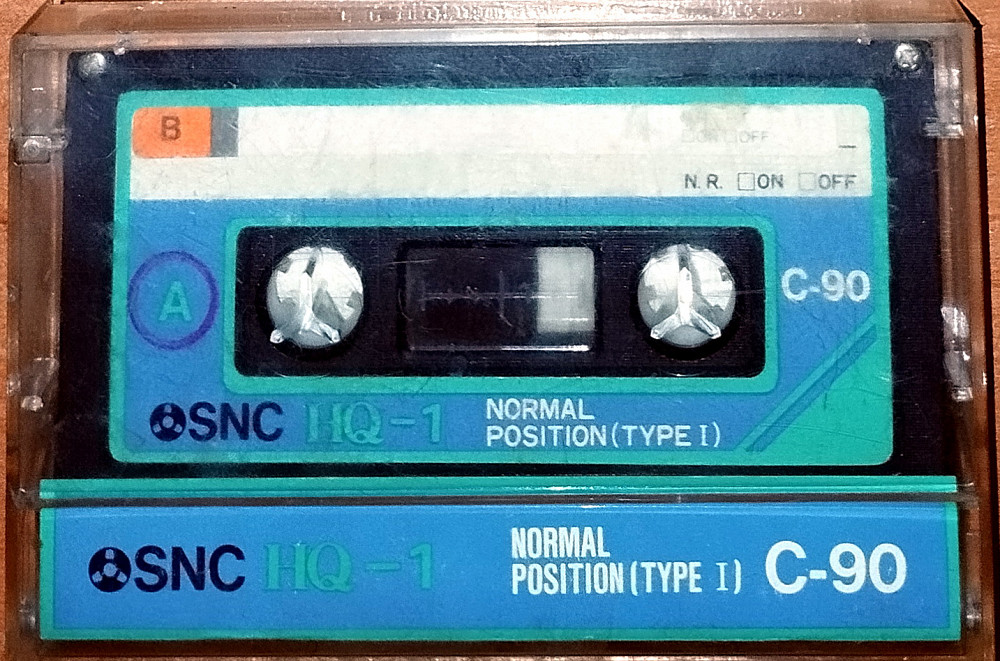 B
ON OFF
N.R. ON OFF
A
C-90
SNC HQ-1
NORMAL
POSITION (TYPE I)
SNC HQ-1
NORMAL
POSITION (TYPE I)
C-90